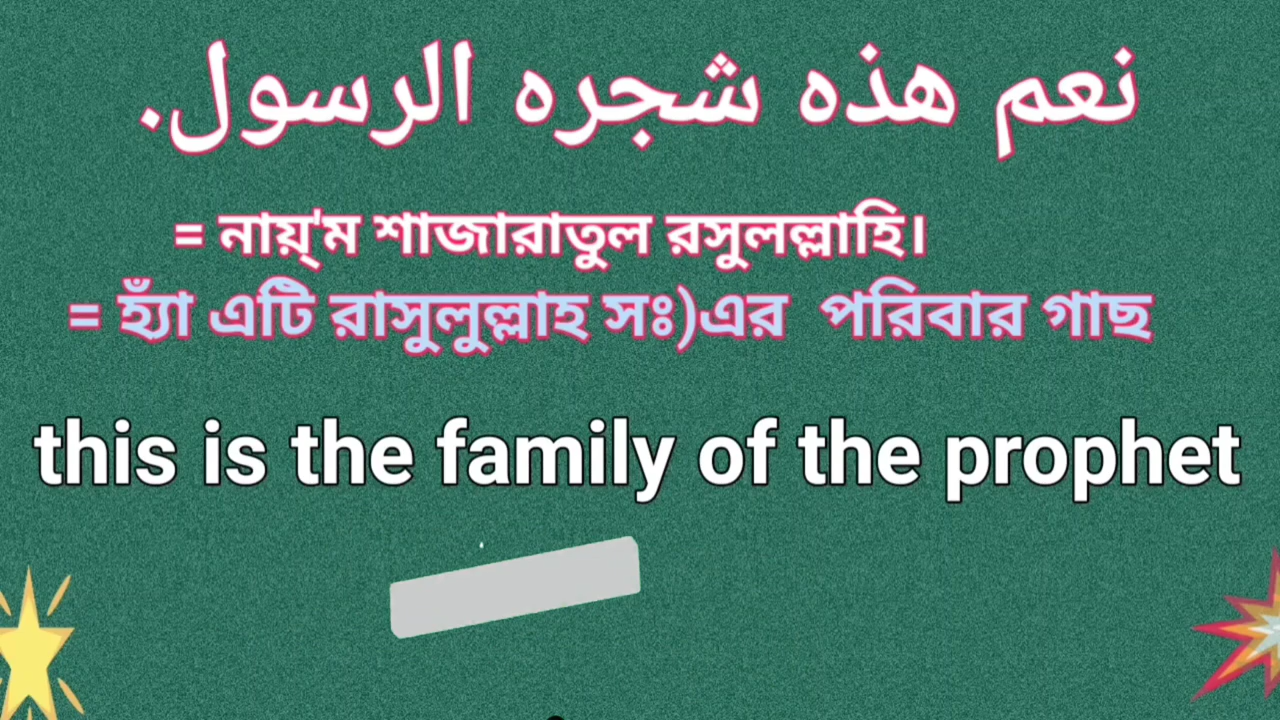 نعم هذه شجره الرسول.
= নায়্'ম শাজারাতুল রসুলল্লাহি।
= হ্যাঁ এটি রাসুলুল্লাহ সঃ)এর পরিবার গাছ
this is the family of the prophet